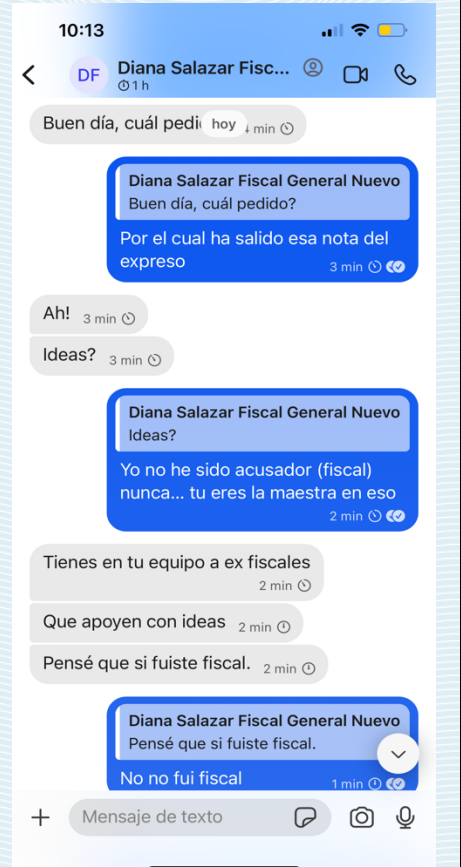 10:13
DF
Diana Salazar Fisc...
1 h
Buen día, cuál pedi
hoy
min
Diana Salazar Fiscal General Nuevo
Buen día, cuál pedido?
Por el cual ha salido esa nota del
expreso
3 min
Ah! 3 min
Ideas? 3 min
Diana Salazar Fiscal General Nuevo
Ideas?
Yo no he sido acusador (fiscal)
nunca... tu eres la maestra en eso
2 min
Tienes en tu equipo a ex fiscales
2 min
Que apoyen con ideas 2 min
Pensé que si fuiste fiscal. 2 min
Diana Salazar Fiscal General Nuevo
Pensé que si fuiste fiscal.
No no fui fiscal
1 min
Mensaje de texto